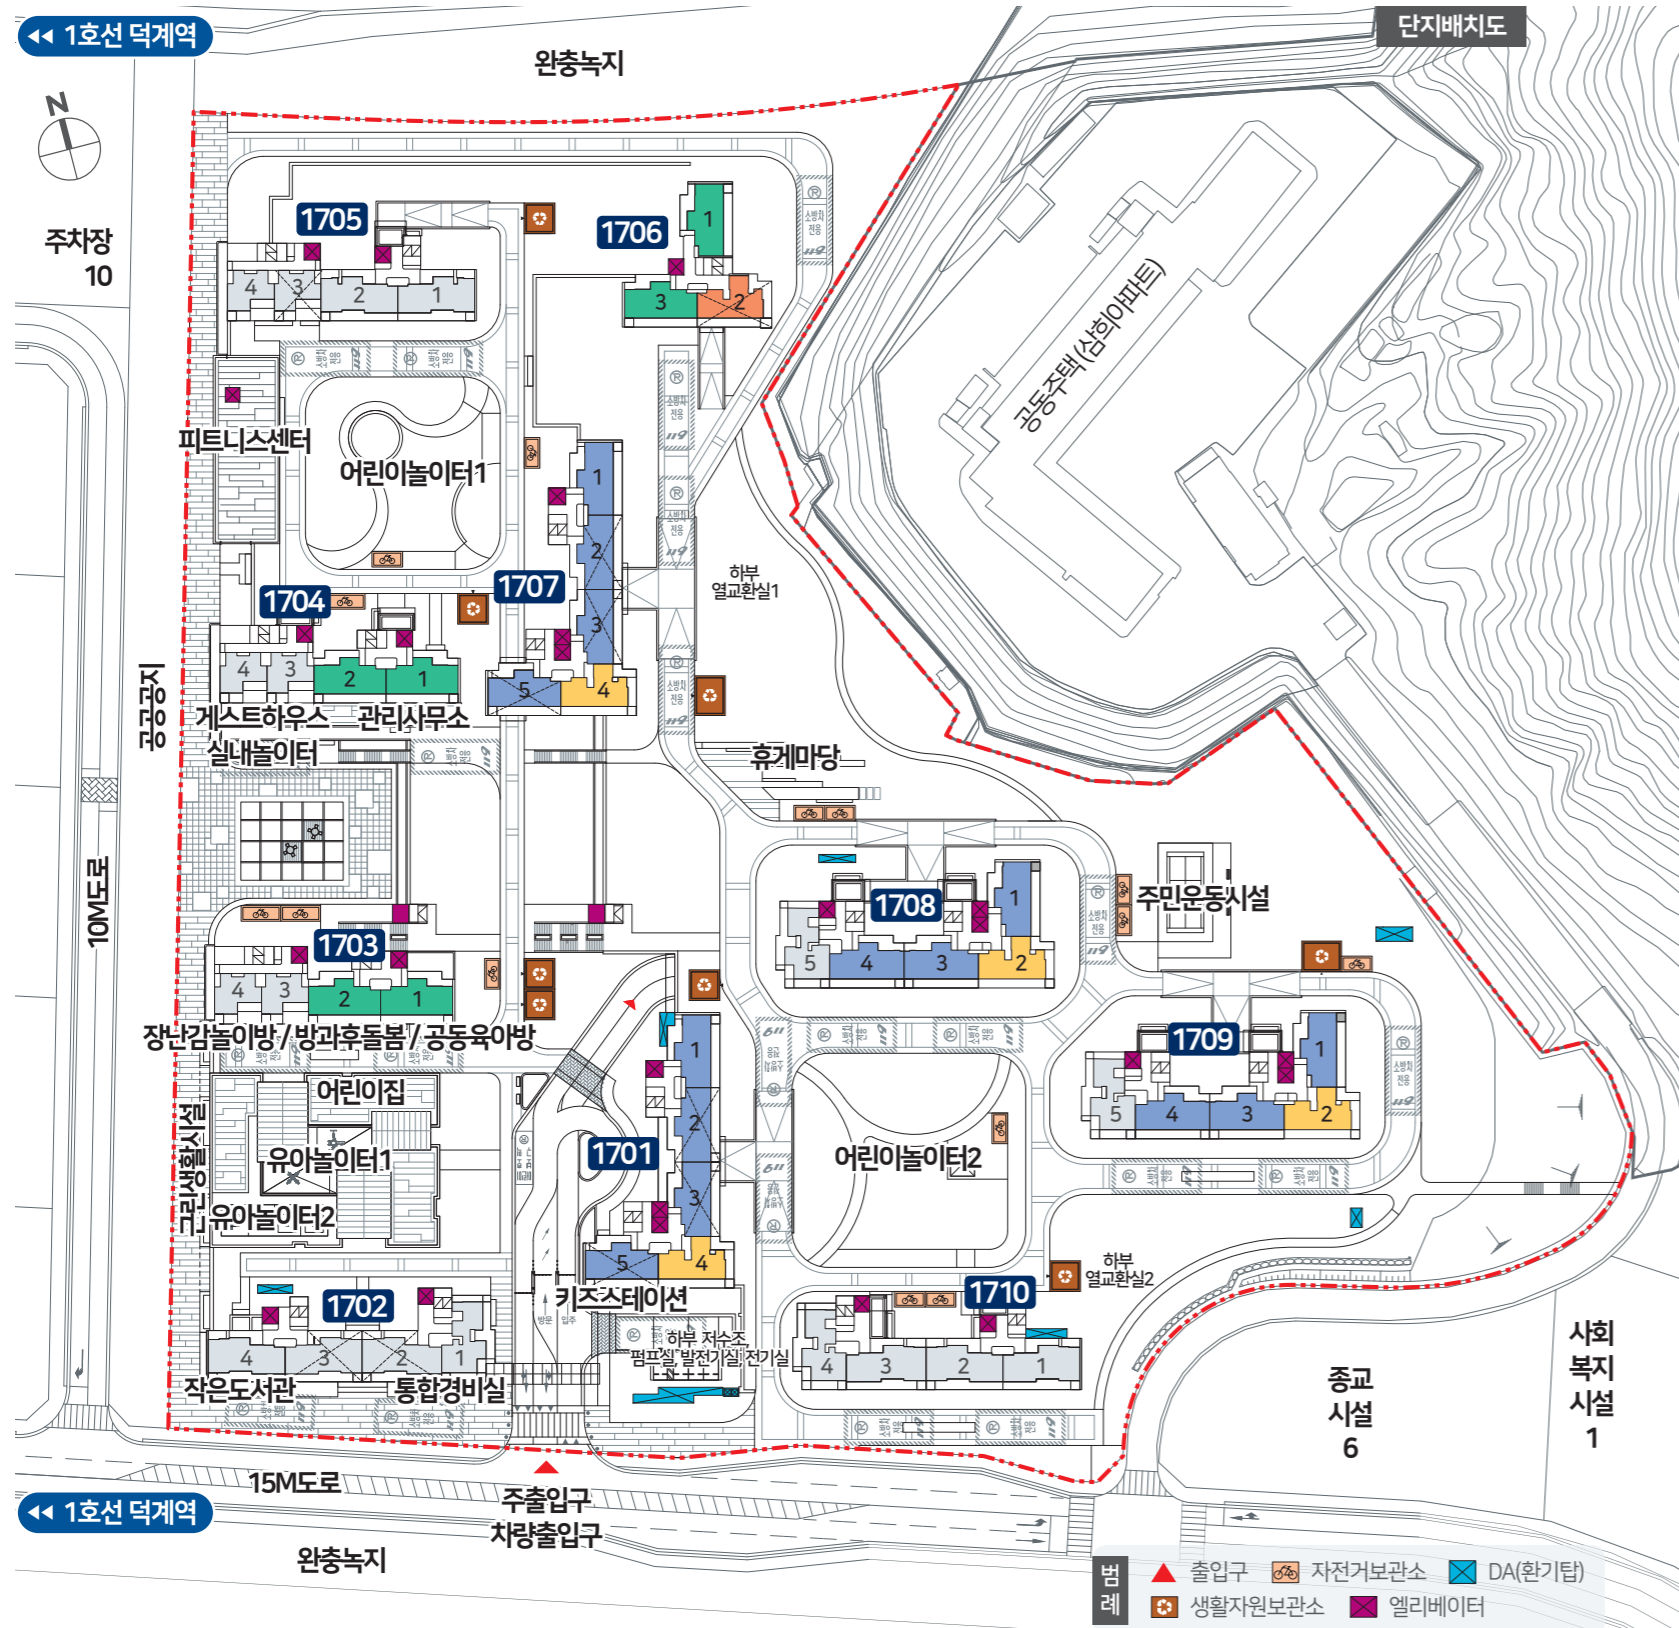 단지배치도
1호선 덕계역
완충녹지
N
주차장
10
1705
4
3
2
1
1706
1
3
2
소방차
전용
공동주택(삼희아파트)
피트니스센터
어린이놀이터1
1707
1
2
3
5
4
하부
열교환실1
1704
4
3
2
1
공공공지
게스트하우스
관리사무소
실내놀이터
휴게마당
10M도로
1708
1
5
4
3
2
주민운동시설
1703
4
3
2
1
장난감놀이방 / 방과후돌봄 / 공동육아방
1709
1
5
4
3
2
어린이집
유아놀이터1
유아놀이터2
근린생활시설
1701
1
2
3
5
4
어린이놀이터2
키즈스테이션
하부
열교환실2
1702
4
3
2
1
작은도서관
통합경비실
하부 저수조
펌프실, 발전기실, 전기실
1710
4
3
2
1
종교
시설
6
사회
복지
시설
1
15M도로
1호선 덕계역
주출입구
차량출입구
완충녹지
범례
출입구
자전거보관소
DA(환기탑)
생활자원보관소
엘리베이터